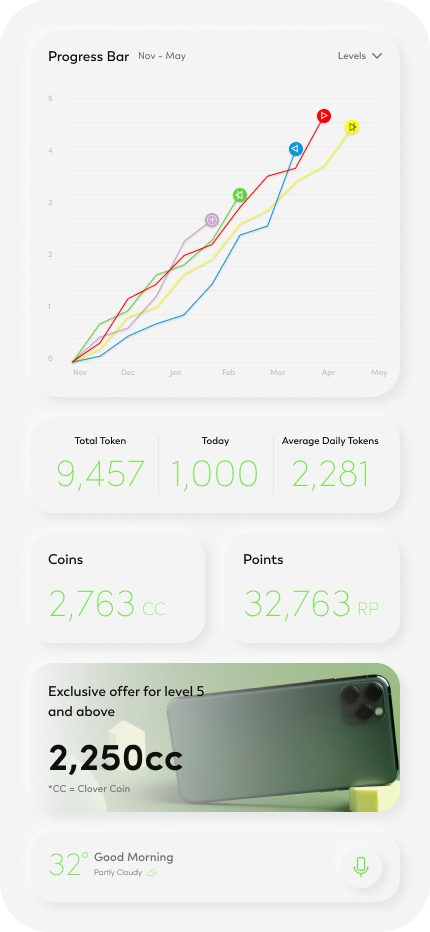 Progress Bar Nov - May Levels
5
4
3
2
1
0
Nov Dec Jan Feb Mar Apr May
Total Token Today Average Daily Tokens
9,457 1,000 2,281
Coins Points
2,763 CC 32,763 RP
Exclusive offer for level 5
and above
2,250cc
*CC = Clover Coin
32° Good Morning
Partly Cloudy